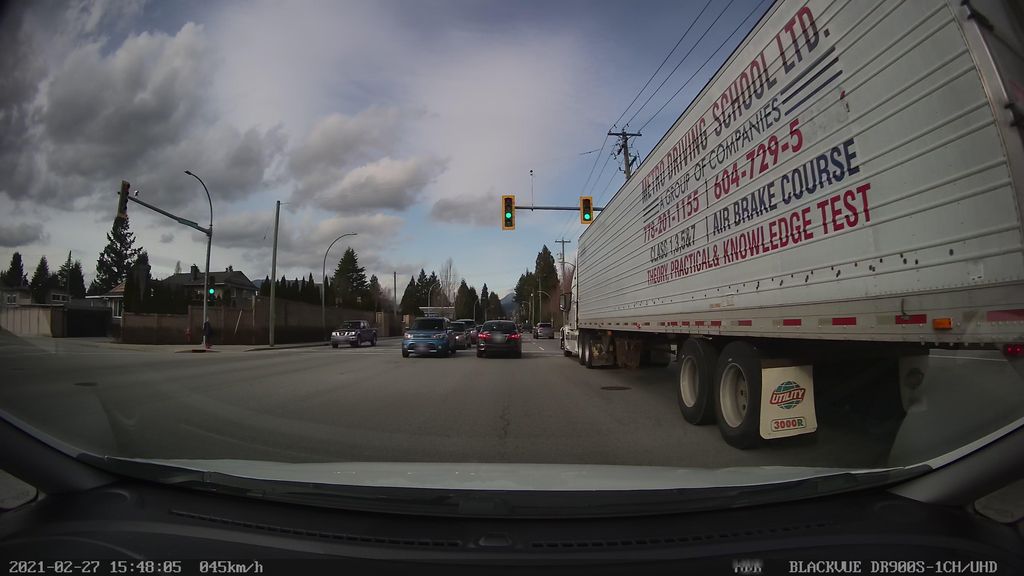 METRO DRIVING SCHOOL LTD.
A GROUP OF COMPANIES
778-201-1155 | 604-729-5
CLASS 1,3,5&7 | AIR BRAKE COURSE
THEORY, PRACTICAL & KNOWLEDGE TEST
UTILITY
3000R
2021-02-27 15:48:05 045km/h
BLACKVUE DR900S-1CH/UHD